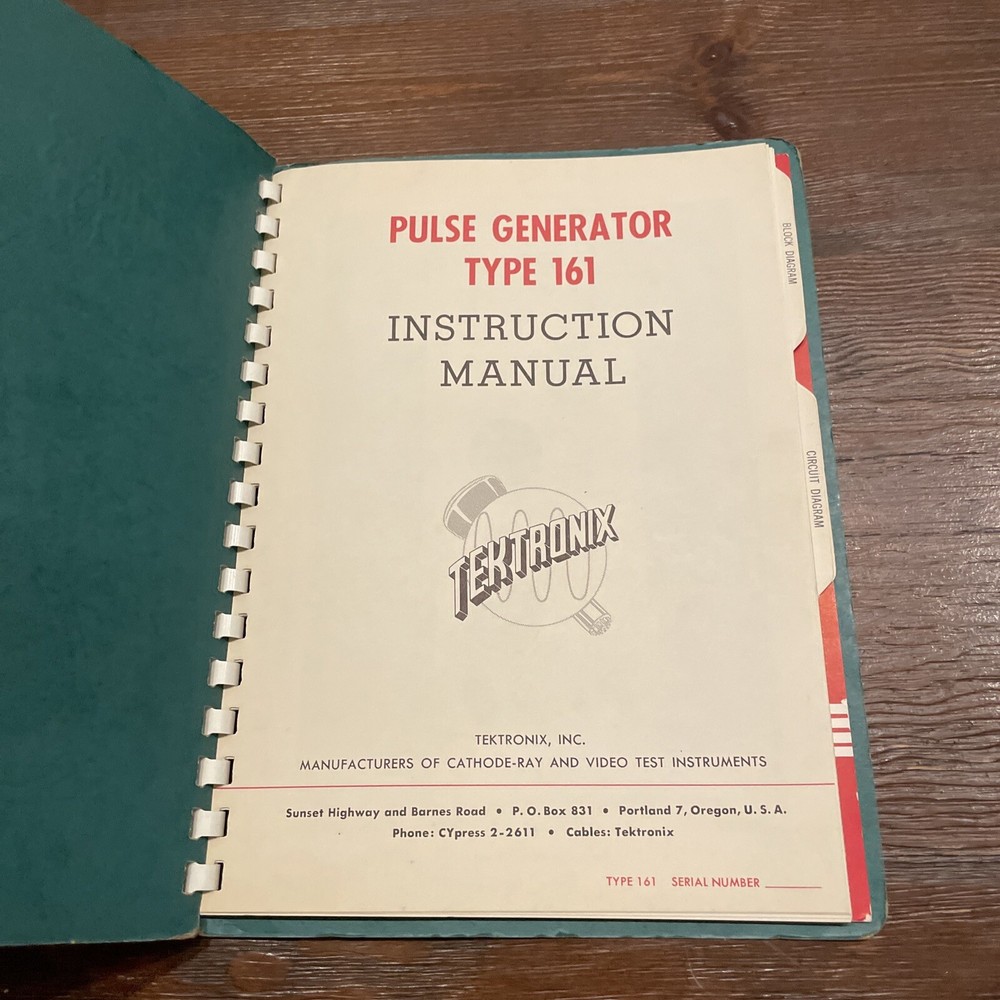 PULSE GENERATOR
TYPE 161
INSTRUCTION
MANUAL
TEKTRONIX
TEKTRONIX, INC.
MANUFACTURERS OF CATHODE-RAY AND VIDEO TEST INSTRUMENTS
Sunset Highway and Barnes Road • P. O. Box 831 • Portland 7, Oregon, U. S. A.
Phone: CYpress 2-2611 • Cables: Tektronix
TYPE 161 SERIAL NUMBER ________
BLOCK DIAGRAM
CIRCUIT DIAGRAM